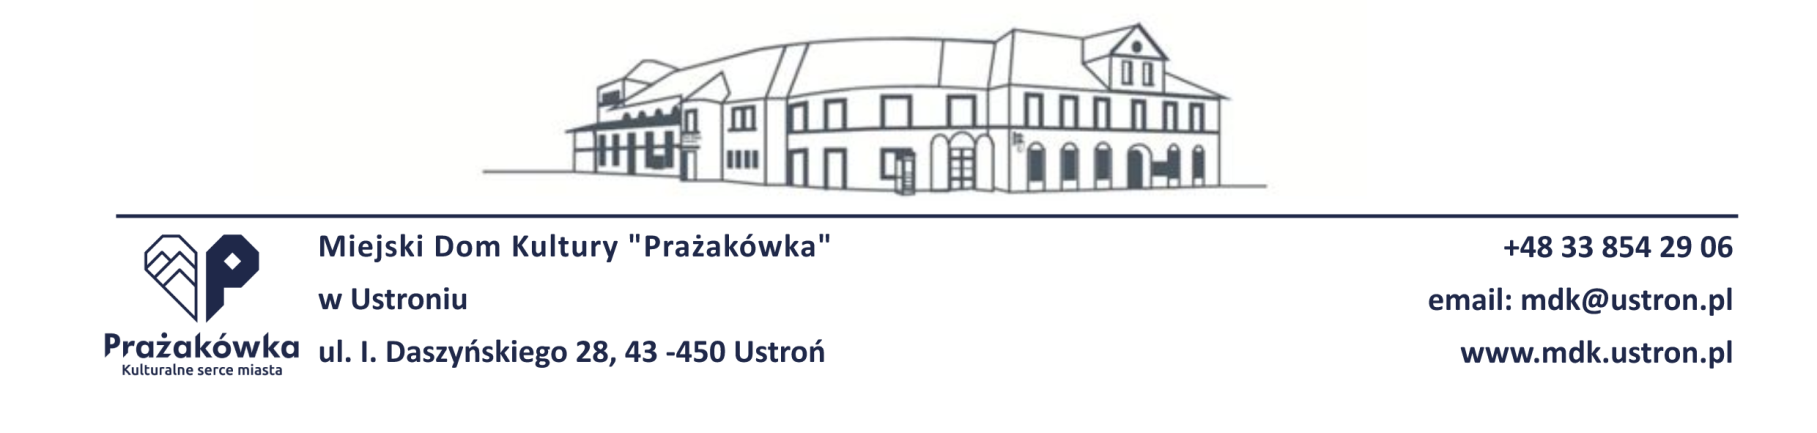 Miejski Dom Kultury "Prażakówka"
w Ustroniu
ul. I. Daszyńskiego 28, 43 -450 Ustroń
+48 33 854 29 06
email: mdk@ustron.pl
www.mdk.ustron.pl
Prażakówka
Kulturalne serce miasta